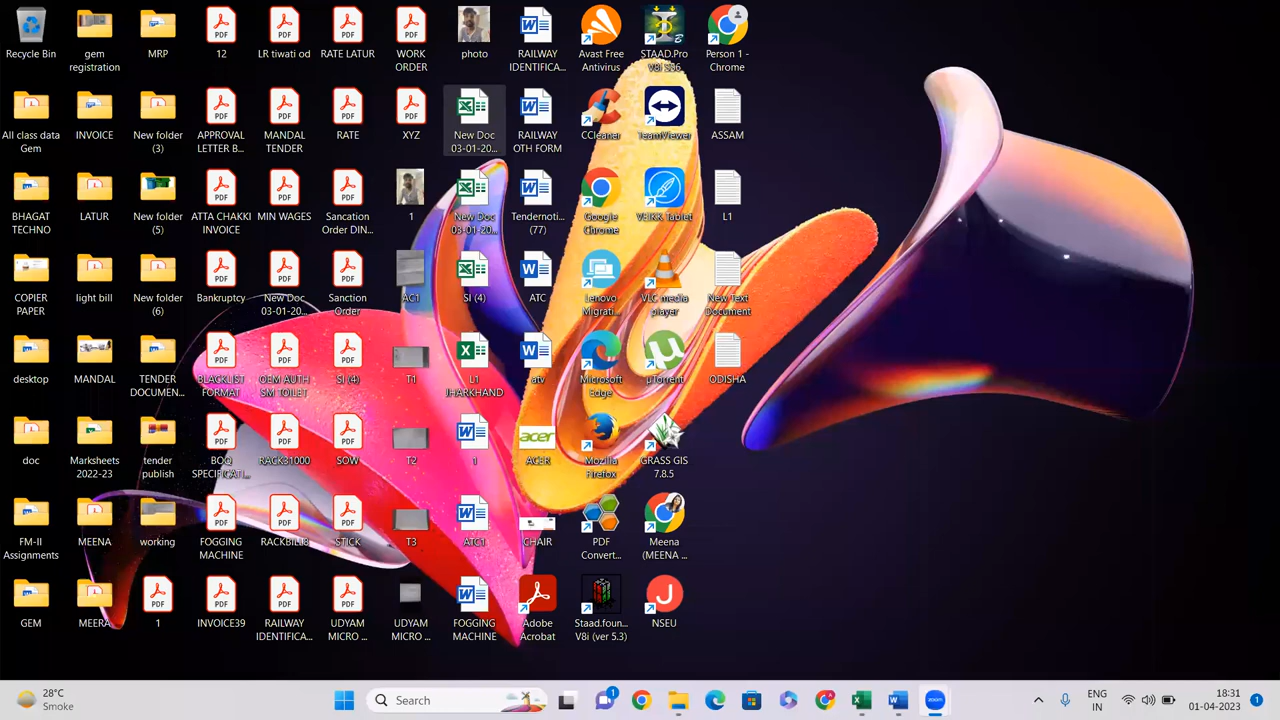 Recycle Bin
gem
registration
MRP
12
LR tiwati od
RATE LATUR
WORK
ORDER
photo
RAILWAY
IDENTIFICA...
Avast Free
Antivirus
STAAD.Pro
V8i SS6
Person 1 -
Chrome
All class data
Gem
INVOICE
New folder
(3)
APPROVAL
LETTER B...
MANDAL
TENDER
RATE
XYZ
New Doc
03-01-20...
RAILWAY
OTH FORM
CCleaner
TeamViewer
ASSAM
BHAGAT
TECHNO
LATUR
New folder
(5)
ATTA CHAKKI
INVOICE
MIN WAGES
Sancation
Order DIN...
1
New Doc
03-01-20...
Tendernoti...
(77)
Google
Chrome
VEIKK Tablet
L1
COPIER
PAPER
light bill
New folder
(6)
Bankruptcy
New Doc
03-01-20...
Sanction
Order
AC1
SI (4)
ATC
Lenovo
Migrati...
VLC media
player
New Text
Document
desktop
MANDAL
TENDER
DOCUMEN...
BLACKLIST
FORMAT
OEM AUTH
SM TOILET
SI (4)
T1
L1
JHARKHAND
atv
Microsoft
Edge
µTorrent
ODISHA
doc
Marksheets
2022-23
tender
publish
BOQ
SPECIFICATI...
RACK31000
SOW
T2
1
acer
ACER
Mozilla
Firefox
GRASS GIS
7.8.5
FM-II
Assignments
MEENA
working
FOGGING
MACHINE
RACKBILL8
STICK
T3
ATC1
CHAIR
PDF
Convert...
Meena
(MEENA ...
GEM
MEERA
1
INVOICE39
RAILWAY
IDENTIFICA...
UDYAM
MICRO ...
UDYAM
MICRO ...
FOGGING
MACHINE
Adobe
Acrobat
Staad.foun...
V8i (ver 5.3)
J
NSEU
28°C
Smoke
Search
1
zoom
ENG
IN
18:31
01-04-2023
1